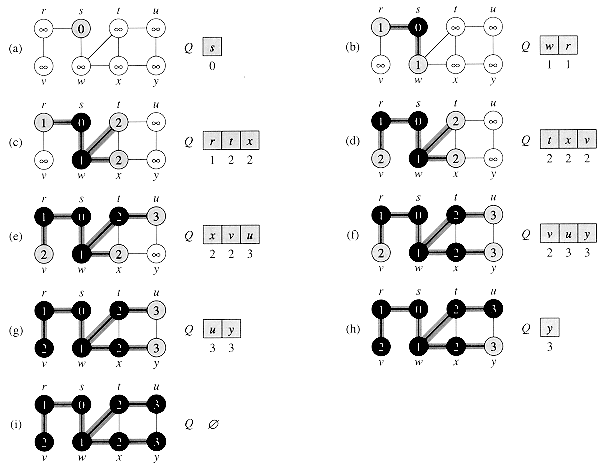 r s t u
∞ 0 ∞ ∞
(a) Q s
∞ ∞ ∞ ∞ 0
v w x y
r s t u
1 0 ∞ ∞
(b) Q w r
∞ 1 ∞ ∞ 1 1
v w x y
r s t u
1 0 2 ∞
(c) Q r t x
∞ 1 2 ∞ 1 2 2
v w x y
r s t u
1 0 2 ∞
(d) Q t x v
2 1 2 ∞ 2 2 2
v w x y
r s t u
1 0 2 3
(e) Q x v u
2 1 2 ∞ 2 2 3
v w x y
r s t u
1 0 2 3
(f) Q v u y
2 1 2 3 2 3 3
v w x y
r s t u
1 0 2 3
(g) Q u y
2 1 2 3 3 3
v w x y
r s t u
1 0 2 3
(h) Q y
2 1 2 3 3
v w x y
r s t u
1 0 2 3
(i) Q ∅
2 1 2 3
v w x y